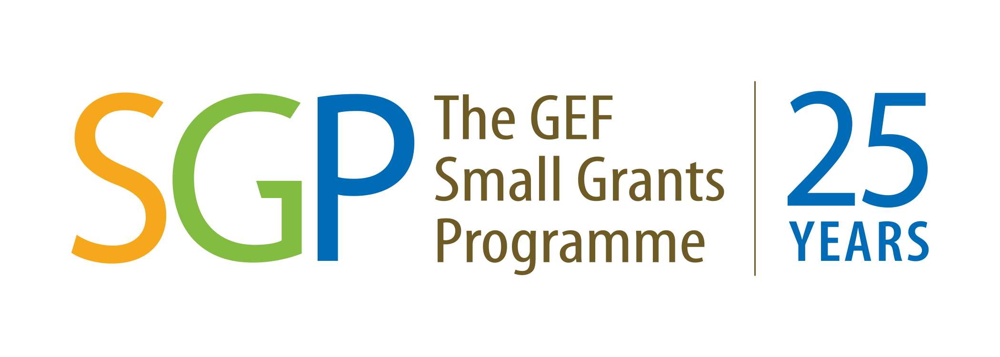 SGP
The GEF
Small Grants
Programme
25
YEARS